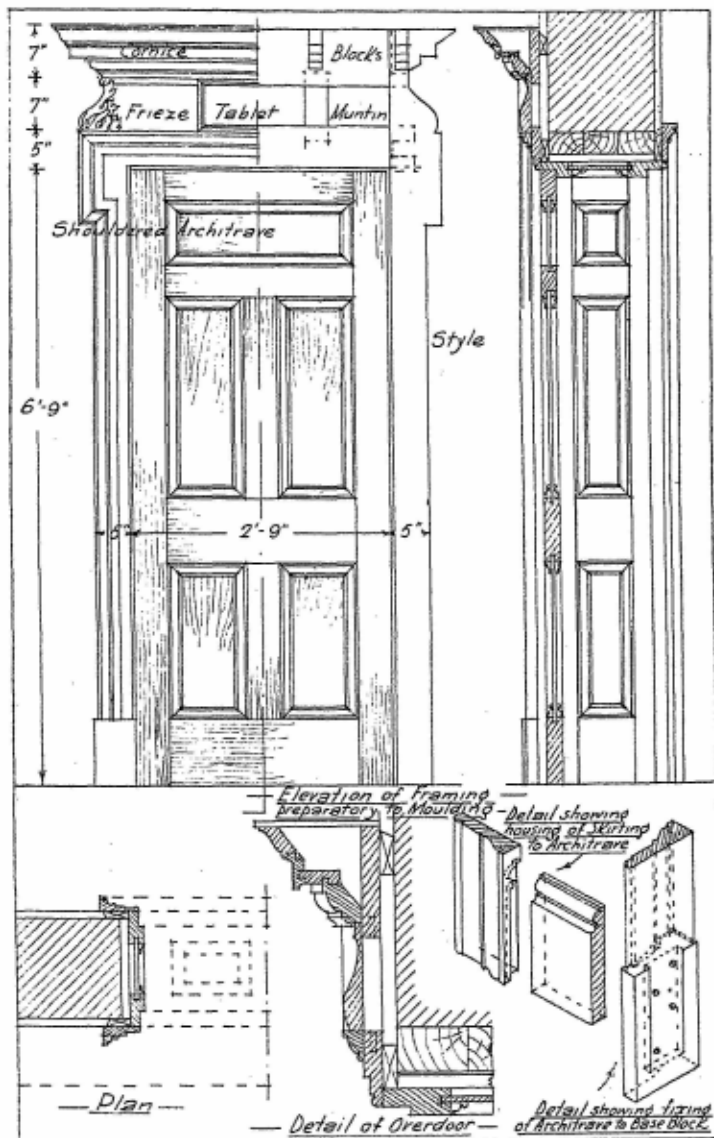 7"
Cornice
Blocks
7"
Frieze
Tablet
Muntin
5"
Shouldered Architrave
Style
6'-9"
5"
2'-9"
5"
Elevation of Framing
preparatory to Moulding
Detail showing
housing of Skirting
to Architrave
Plan
Detail of Overdoor
Detail showing fixing
of Architrave to Base Block